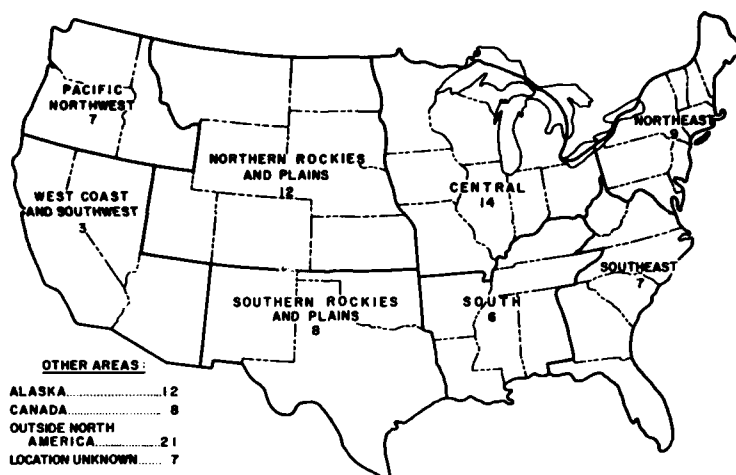 PACIFIC
NORTHWEST
7
NORTHEAST
9
NORTHERN ROCKIES
AND PLAINS
12
CENTRAL
14
WEST COAST
AND SOUTHWEST
3
SOUTHEAST
7
SOUTHERN ROCKIES
AND PLAINS
8
SOUTH
6
OTHER AREAS:
ALASKA..................12
CANADA................. 8
OUTSIDE NORTH
AMERICA............21
LOCATION UNKNOWN...... 7